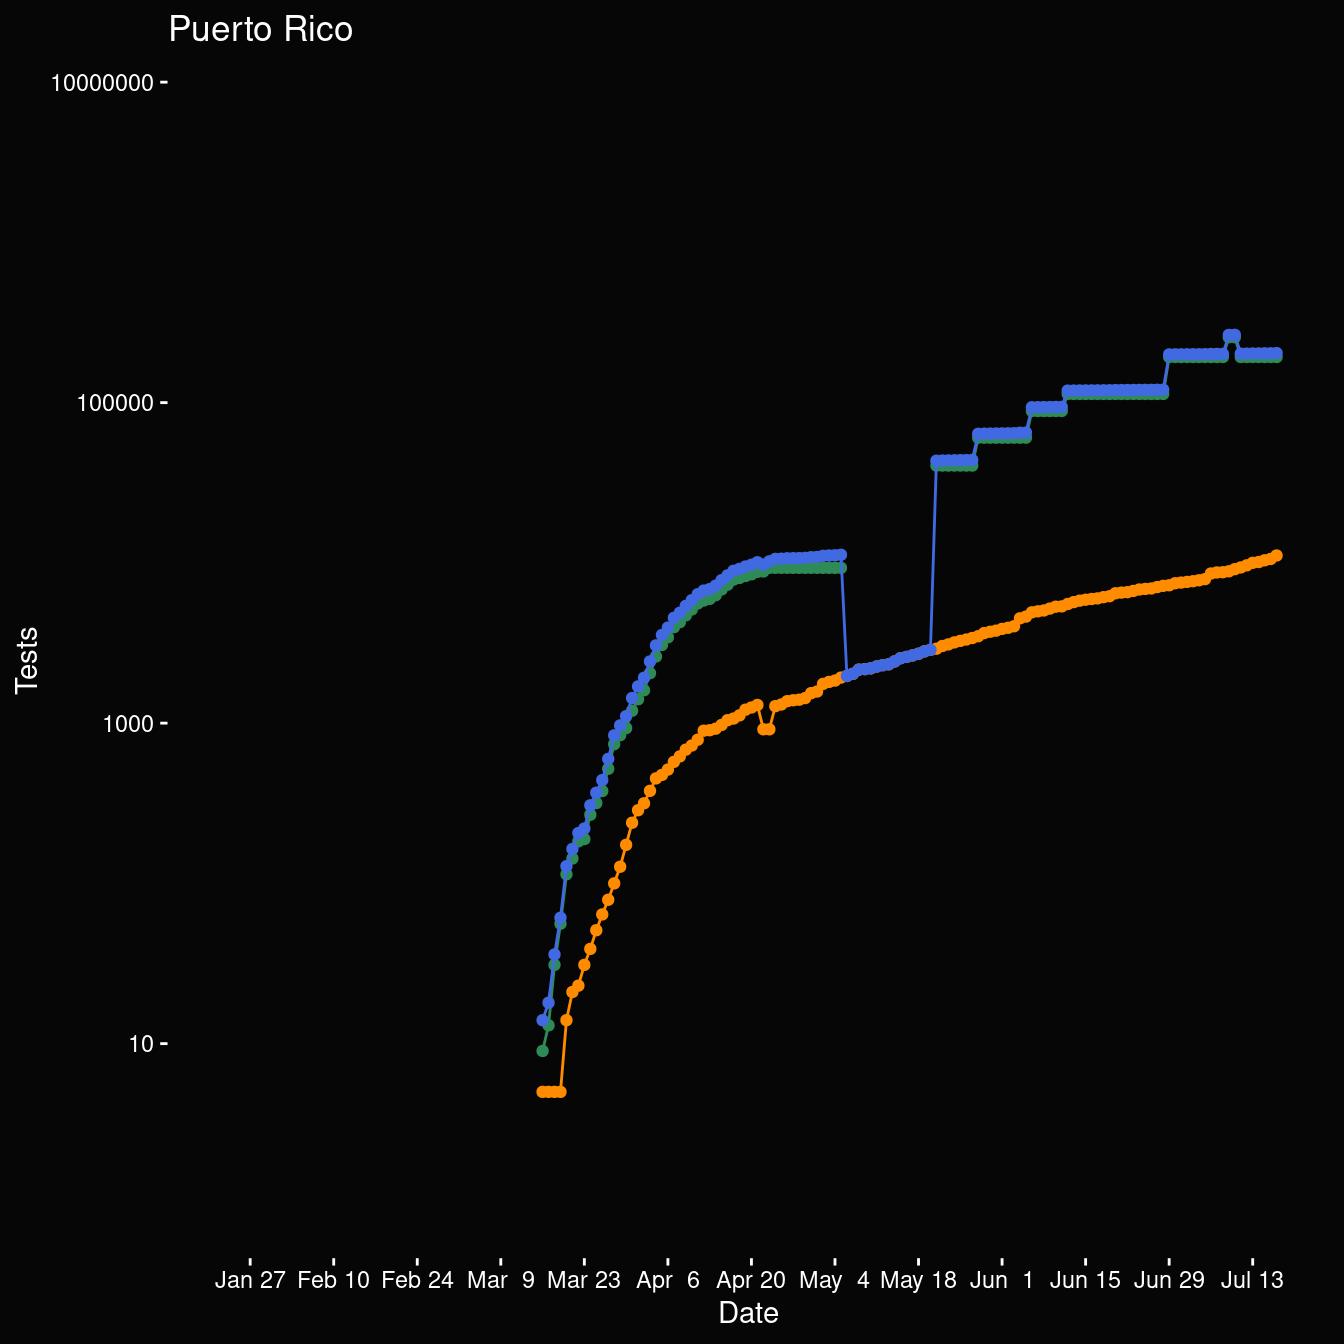 Puerto Rico
10000000
100000
1000
10
Tests
Jan 27 Feb 10 Feb 24 Mar 9 Mar 23 Apr 6 Apr 20 May 4 May 18 Jun 1 Jun 15 Jun 29 Jul 13
Date